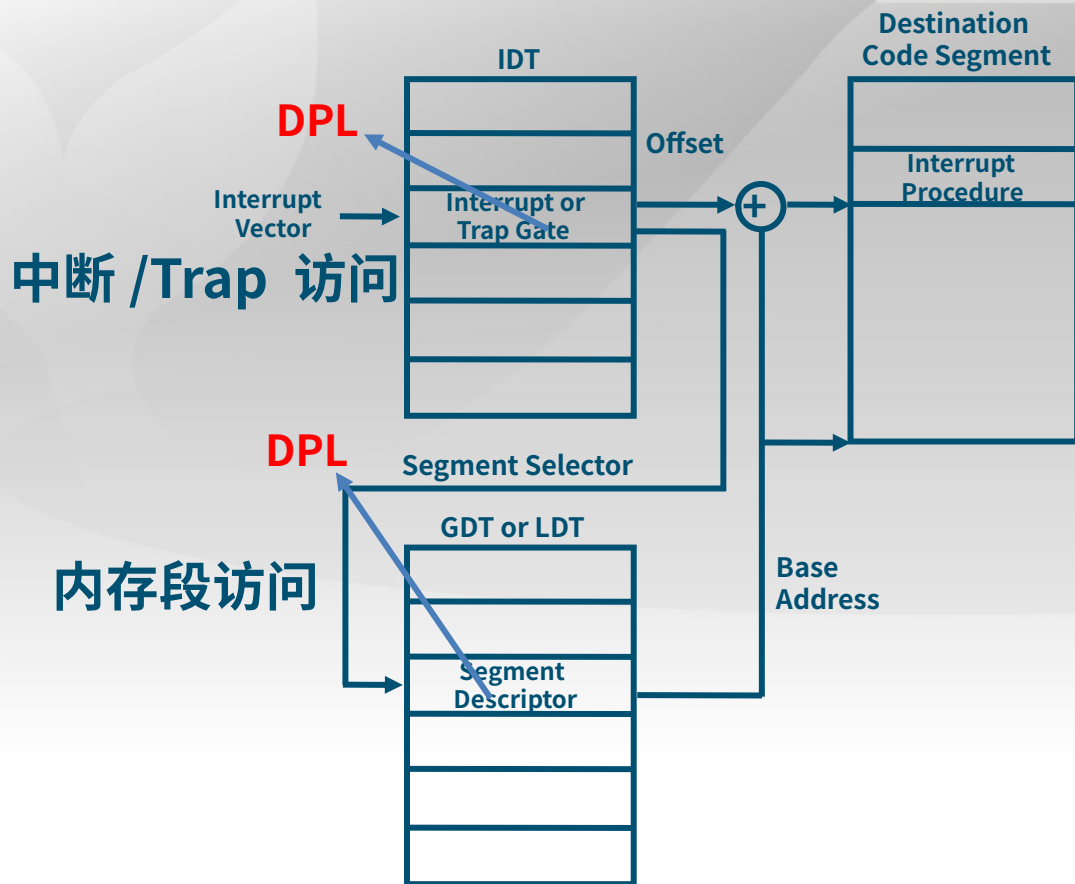 Destination
Code Segment
IDT
DPL
Offset
Interrupt
Procedure
Interrupt
Vector
Interrupt or
Trap Gate
+
中断 /Trap 访问
DPL
Segment Selector
GDT or LDT
内存段访问
Base
Address
Segment
Descriptor